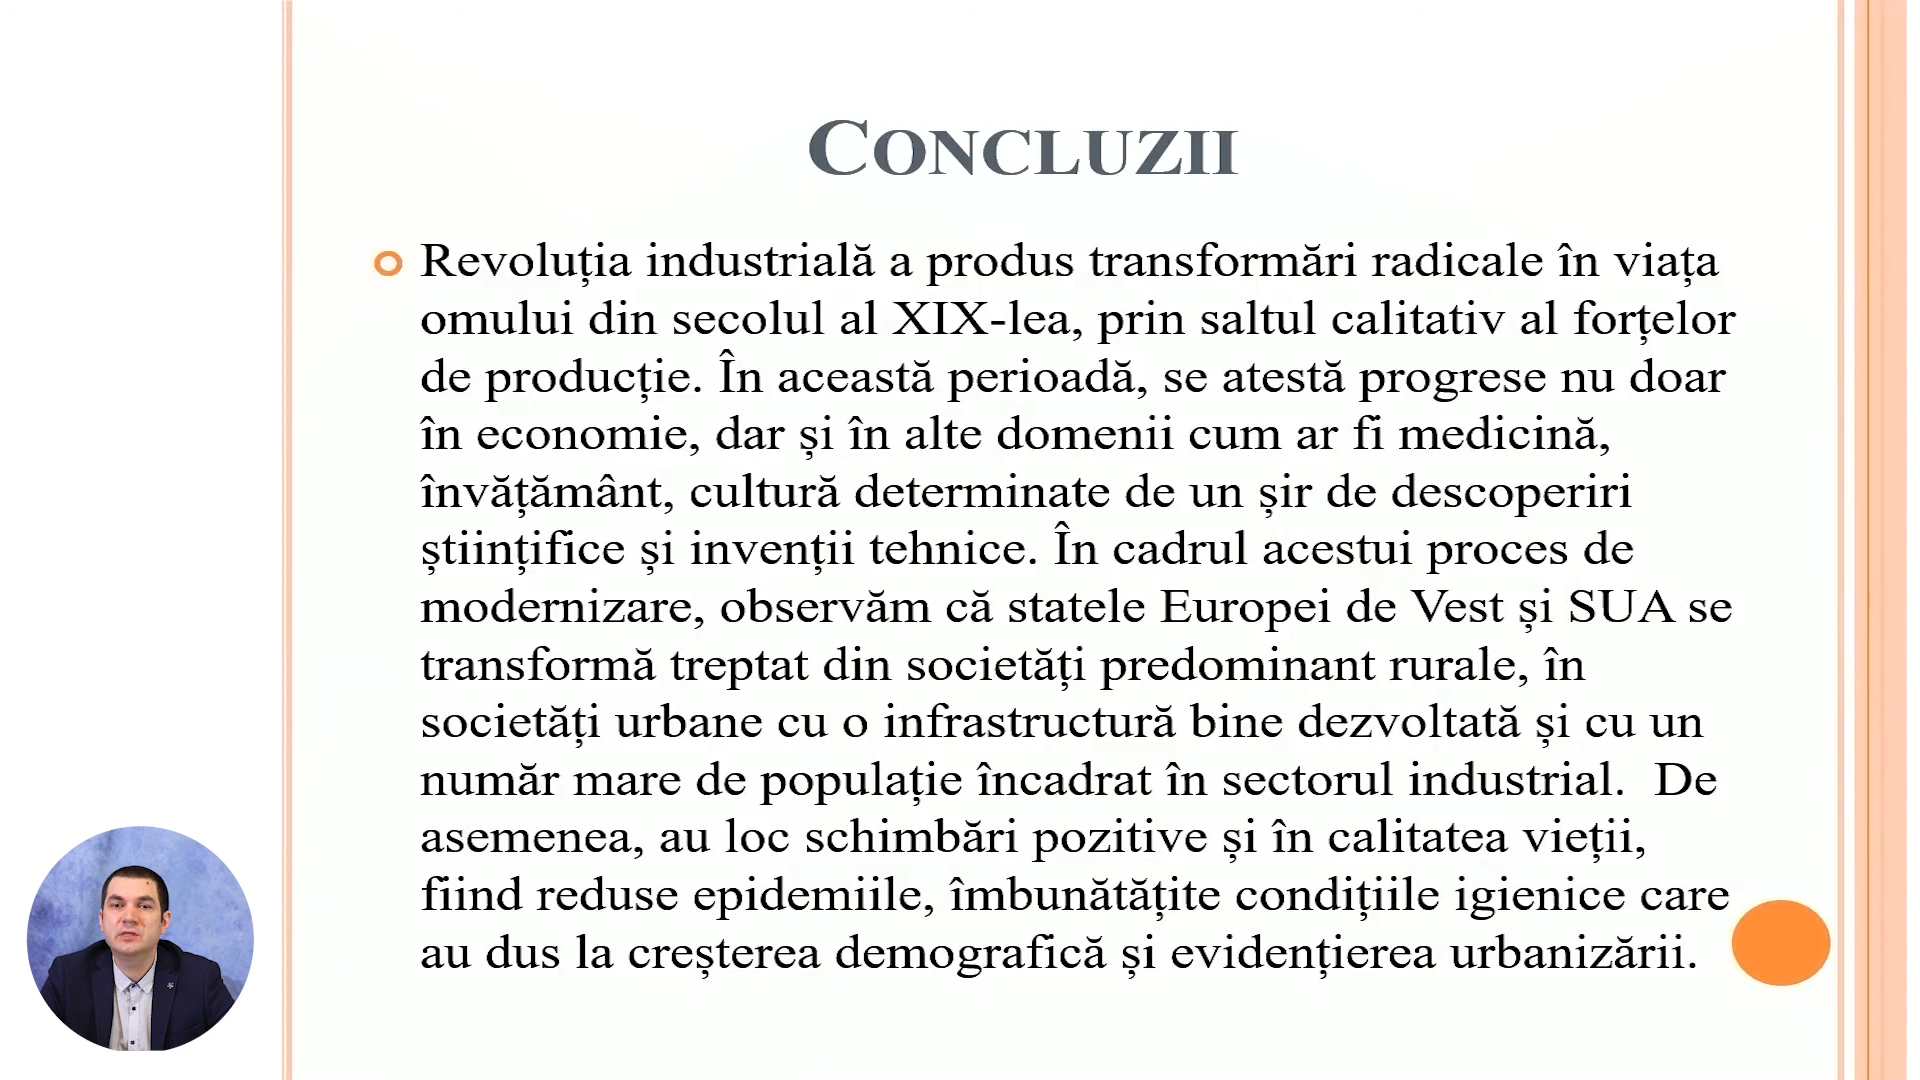 CONCLUZII
Revoluția industrială a produs transformări radicale în viața
omului din secolul al XIX-lea, prin saltul calitativ al forțelor
de producție. În această perioadă, se atestă progrese nu doar
în economie, dar și în alte domenii cum ar fi medicină,
învățământ, cultură determinate de un șir de descoperiri
științifice și invenții tehnice. În cadrul acestui proces de
modernizare, observăm că statele Europei de Vest și SUA se
transformă treptat din societăți predominant rurale, în
societăți urbane cu o infrastructură bine dezvoltată și cu un
număr mare de populație încadrat în sectorul industrial.  De
asemenea, au loc schimbări pozitive și în calitatea vieții,
fiind reduse epidemiile, îmbunătățite condițiile igienice care
au dus la creșterea demografică și evidențierea urbanizării.